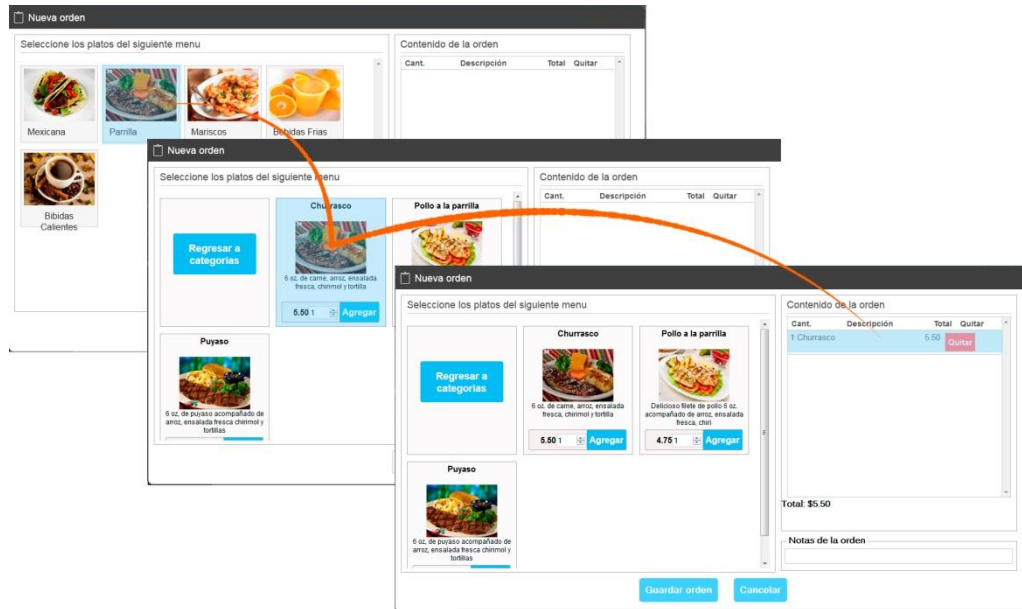 Nueva orden
Seleccione los platos del siguiente menu
Contenido de la orden
Cant. Descripción Total Quitar
Mexicana
Parrilla
Mariscos
Bebidas Frias
Bibidas
Calientes
Nueva orden
Seleccione los platos del siguiente menu
Contenido de la orden
Cant. Descripción Total Quitar
Regresar a
categorias
Churrasco
6 oz. de carne, arroz, ensalada
fresca, chirimol y tortilla
5.50 1 Agregar
Pollo a la parrilla
Puyaso
6 oz, de puyaso acompañado de
arroz, ensalada fresca chirimol y
tortillas
Nueva orden
Seleccione los platos del siguiente menu
Contenido de la orden
Cant. Descripción Total Quitar
1 Churrasco 5.50 Quitar
Regresar a
categorias
Churrasco
6 oz. de carne, arroz, ensalada
fresca, chirimol y tortilla
5.50 1 Agregar
Pollo a la parrilla
Delicioso filete de pollo 6 oz.
acompañado de arroz, ensalada
fresca, chiri
4.75 1 Agregar
Puyaso
6 oz, de puyaso acompañado de
arroz, ensalada fresca chirimol y
tortillas
Total: $5.50
Notas de la orden
Guardar orden
Cancelar